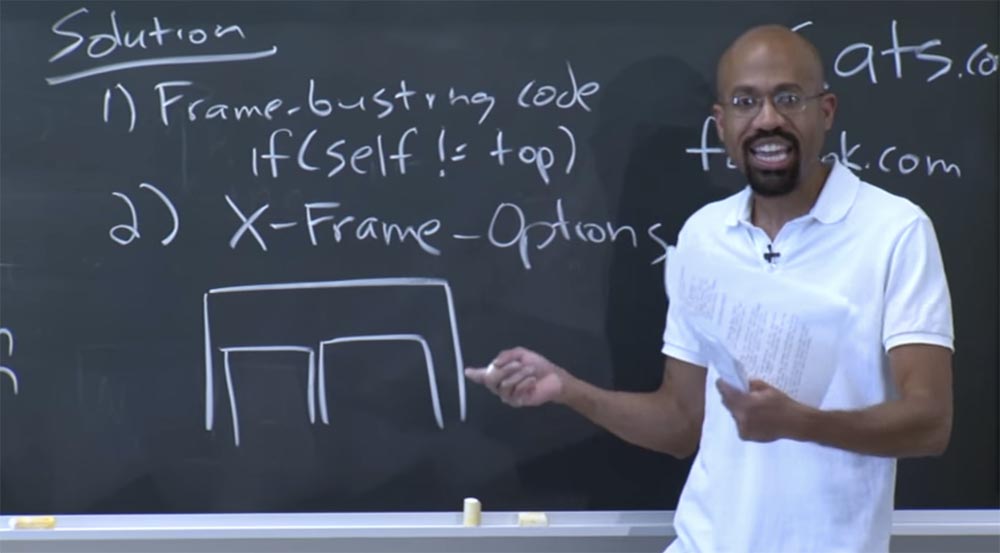 Solution
1) Frame-busting code
if(self != top)
2) X-Frame-Options
ats.co
k.com